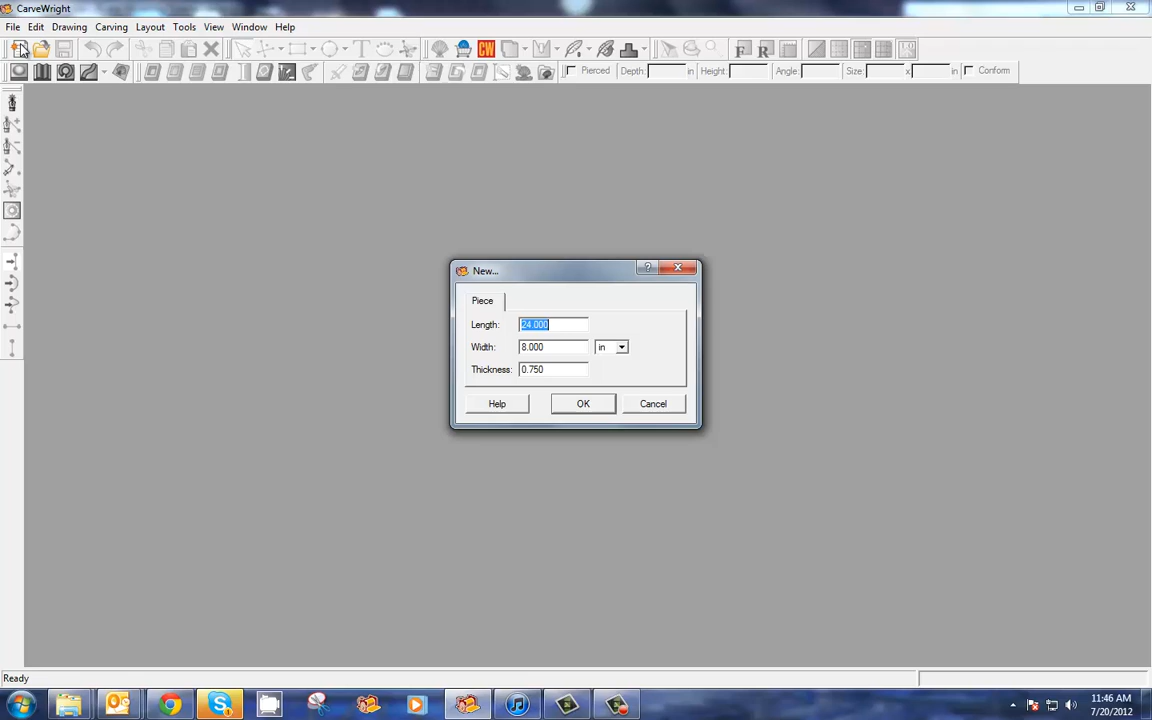 CarveWright
File Edit Drawing Carving Layout Tools View Window Help
CW F R
Pierced Depth: in Height: Angle: Size: x in Conform
New...
Piece
Length: 24.000
Width: 8.000 in
Thickness: 0.750
Help OK Cancel
Ready
11:46 AM
7/20/2012